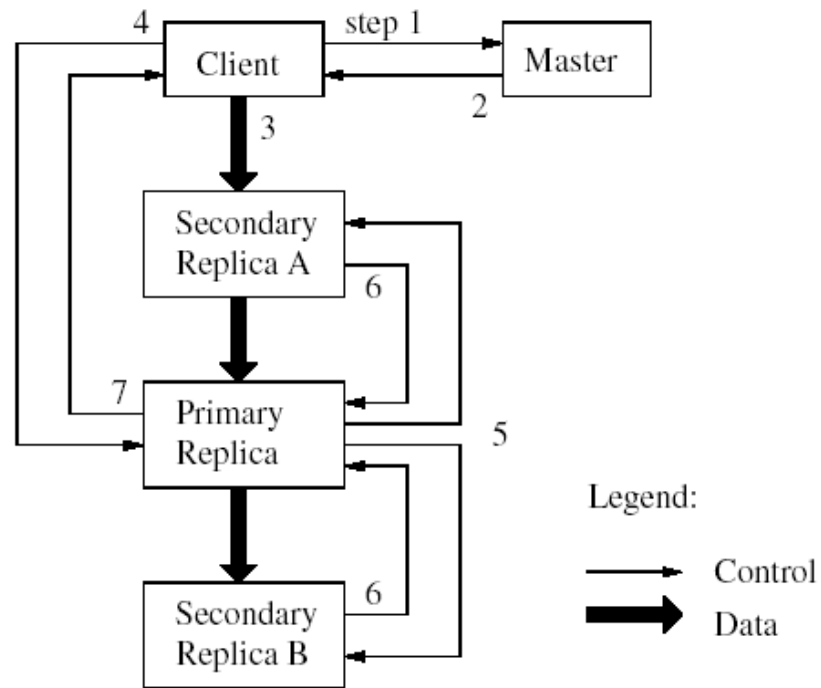 4
step 1
Client
Master
2
3
Secondary
Replica A
6
7
Primary
Replica
5
Legend:
Control
Data
6
Secondary
Replica B